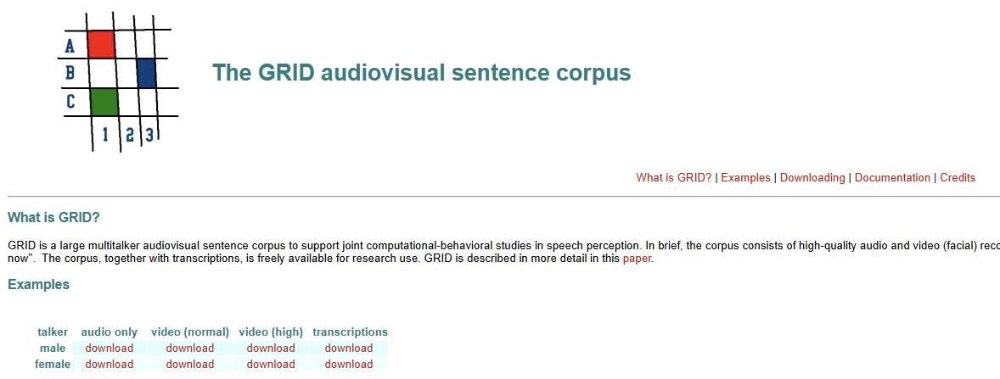 A
B
C
1 2 3
The GRID audiovisual sentence corpus
What is GRID? | Examples | Downloading | Documentation | Credits
What is GRID?
GRID is a large multitalker audiovisual sentence corpus to support joint computational-behavioral studies in speech perception. In brief, the corpus consists of high-quality audio and video (facial) reco
now". The corpus, together with transcriptions, is freely available for research use. GRID is described in more detail in this paper.
Examples
talker audio only video (normal) video (high) transcriptions
male download download download download
female download download download download